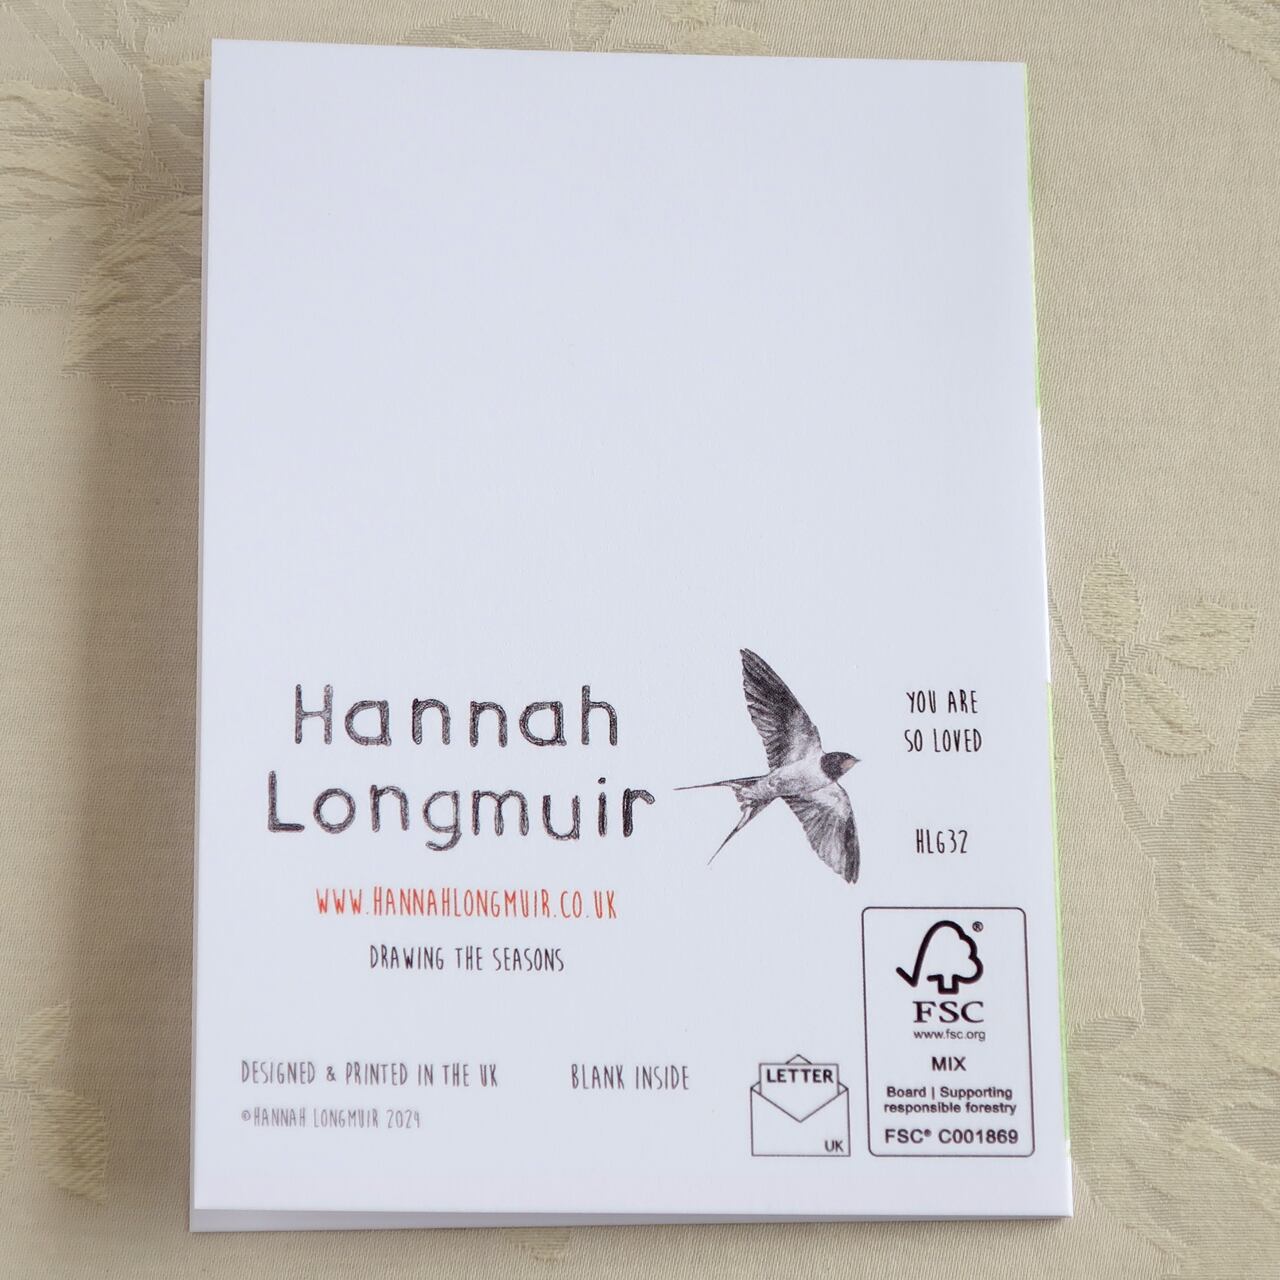 Hannah
Longmuir
YOU ARE
SO LOVED
HLG32
WWW.HANNAHLONGMUIR.CO.UK
DRAWING THE SEASONS
DESIGNED & PRINTED IN THE UK
BLANK INSIDE
©HANNAH LONGMUIR 2024
LETTER
UK
®
FSC
www.fsc.org
MIX
Board | Supporting
responsible forestry
FSC® C001869